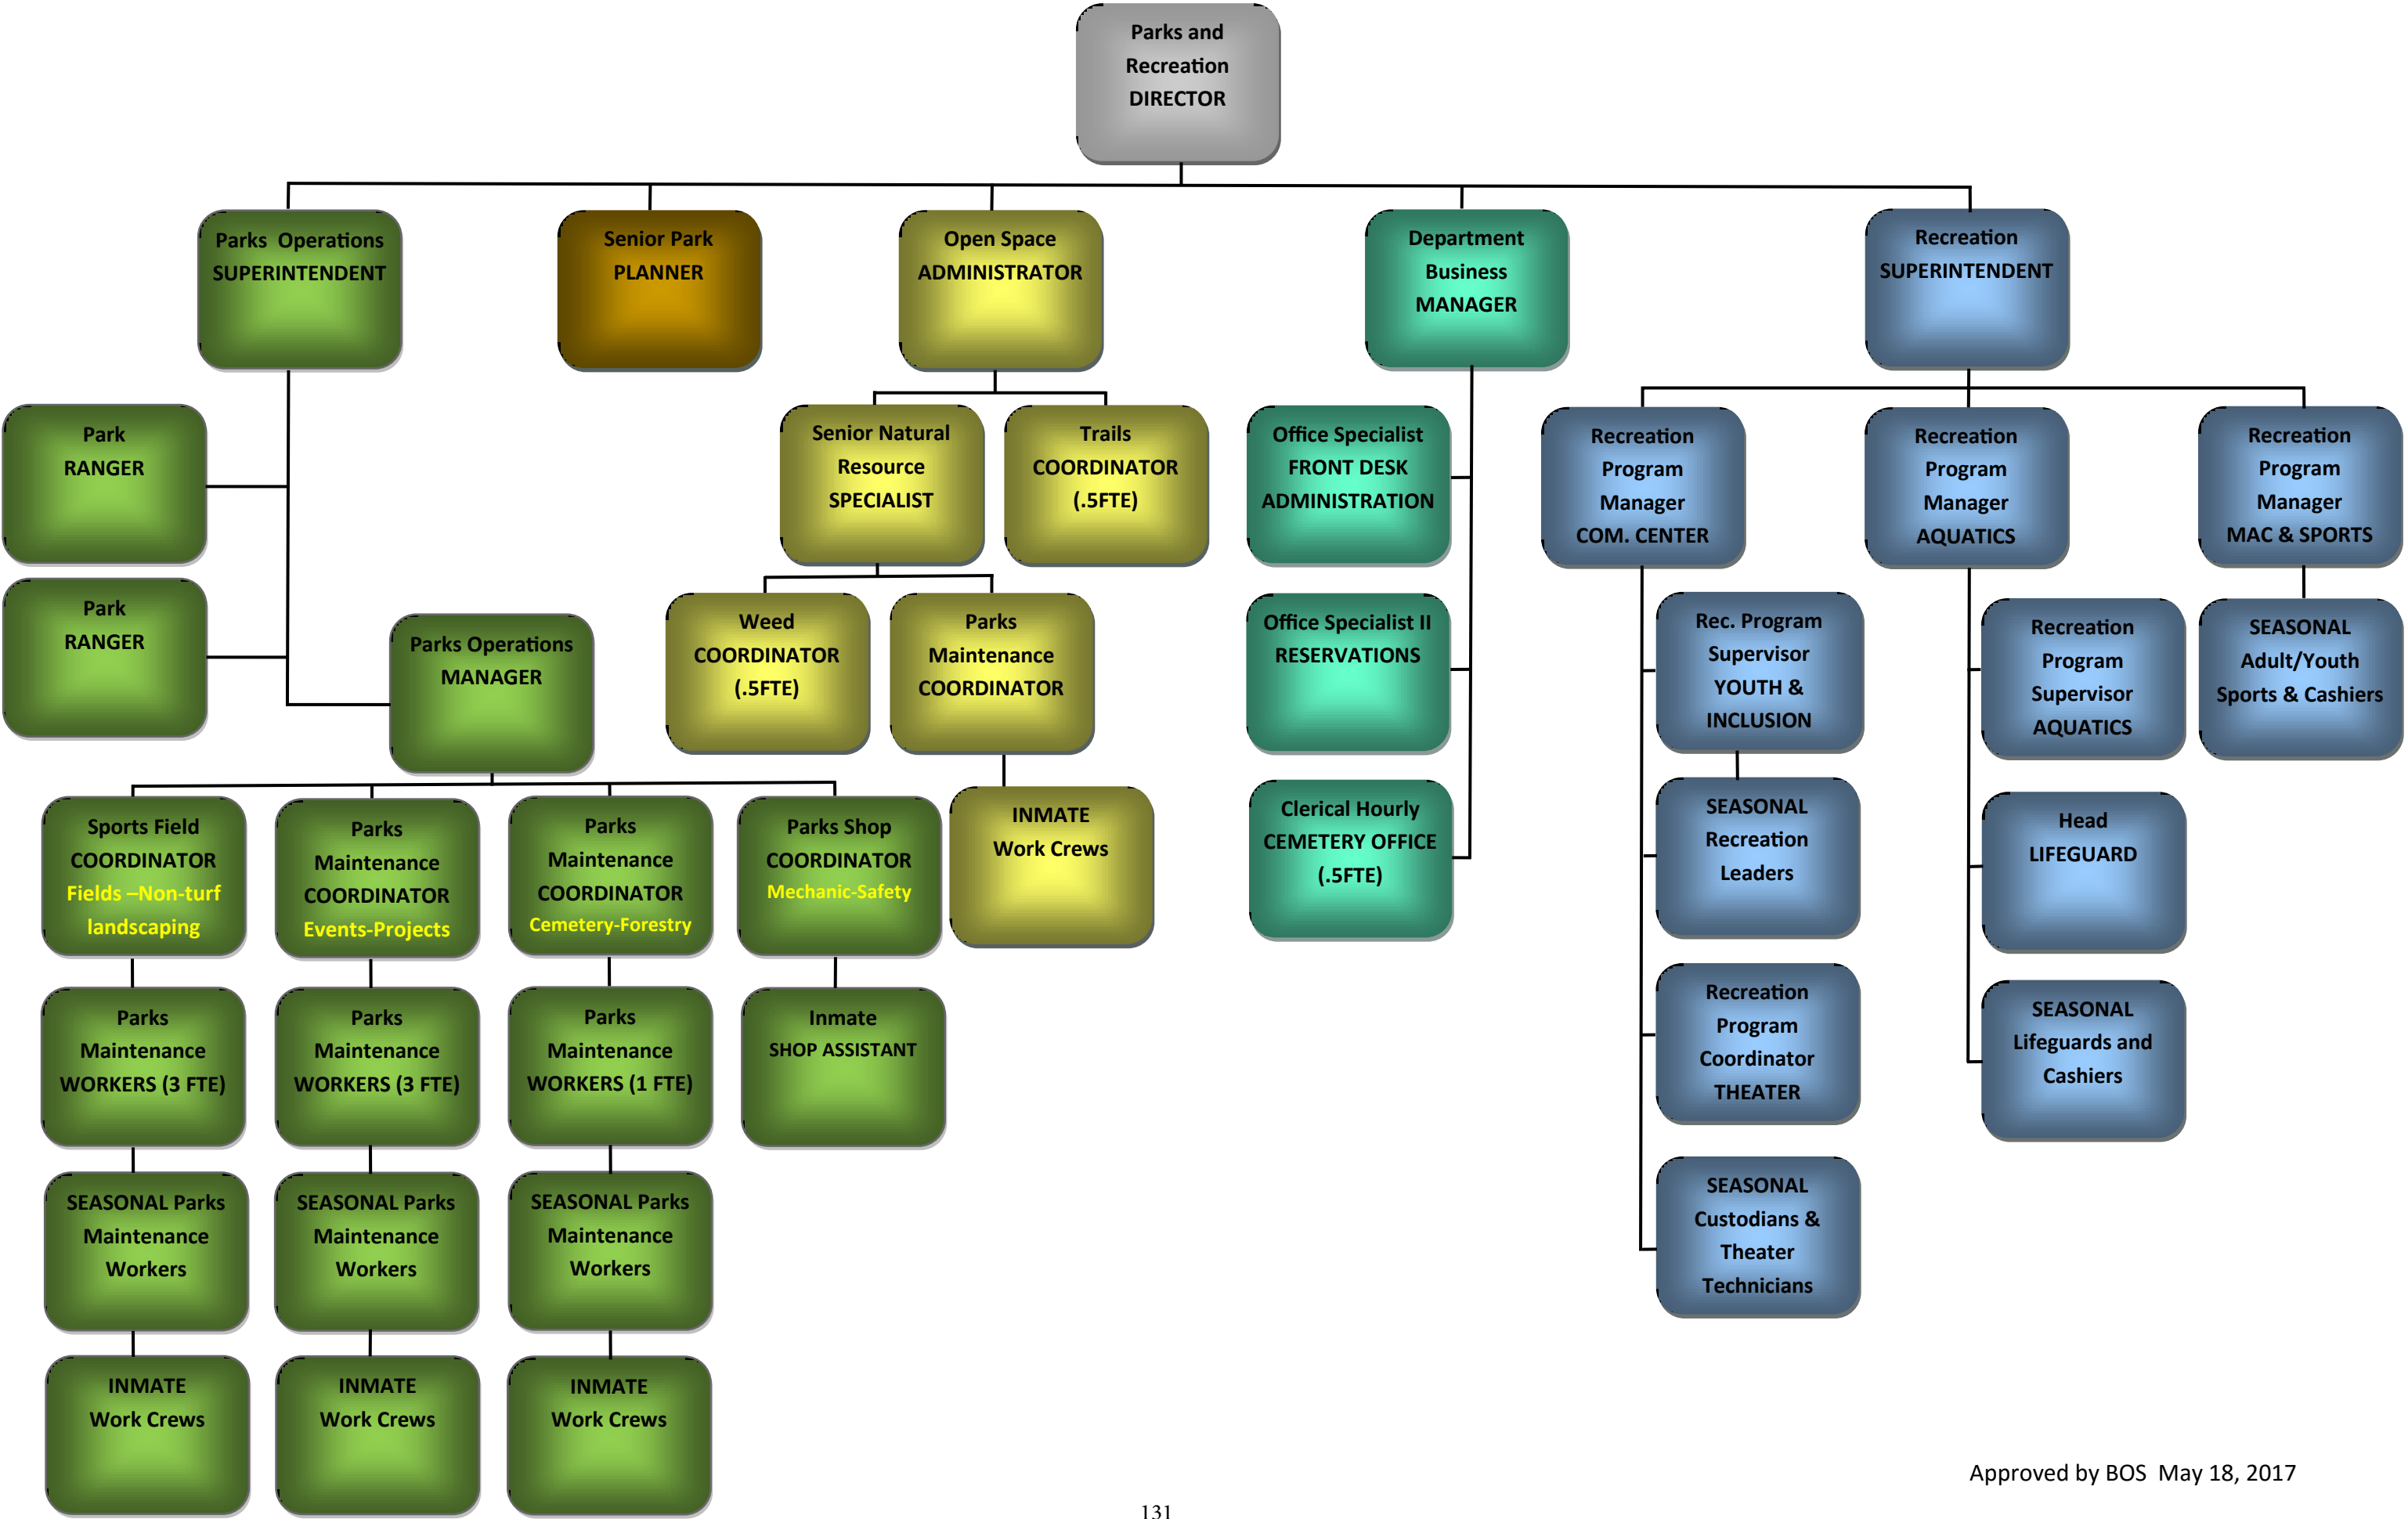 Parks and
Recreation
DIRECTOR
Parks  Operations
SUPERINTENDENT
Senior Park
PLANNER
Open Space
ADMINISTRATOR
Department
Business
MANAGER
Recreation
SUPERINTENDENT
Park
RANGER
Senior Natural
Resource
SPECIALIST
Trails
COORDINATOR
(.5FTE)
Office Specialist
FRONT DESK
ADMINISTRATION
Recreation
Program
Manager
COM. CENTER
Recreation
Program
Manager
AQUATICS
Recreation
Program
Manager
MAC & SPORTS
Park
RANGER
Parks Operations
MANAGER
Weed
COORDINATOR
(.5FTE)
Parks
Maintenance
COORDINATOR
Office Specialist II
RESERVATIONS
Rec. Program
Supervisor
YOUTH &
INCLUSION
Recreation
Program
Supervisor
AQUATICS
SEASONAL
Adult/Youth
Sports & Cashiers
Sports Field
COORDINATOR
Fields –Non-turf
landscaping
Parks
Maintenance
COORDINATOR
Events-Projects
Parks
Maintenance
COORDINATOR
Cemetery-Forestry
Parks Shop
COORDINATOR
Mechanic-Safety
INMATE
Work Crews
Clerical Hourly
CEMETERY OFFICE
(.5FTE)
SEASONAL
Recreation
Leaders
Head
LIFEGUARD
Parks
Maintenance
WORKERS (3 FTE)
Parks
Maintenance
WORKERS (3 FTE)
Parks
Maintenance
WORKERS (1 FTE)
Inmate
SHOP ASSISTANT
Recreation
Program
Coordinator
THEATER
SEASONAL
Lifeguards and
Cashiers
SEASONAL Parks
Maintenance
Workers
SEASONAL Parks
Maintenance
Workers
SEASONAL Parks
Maintenance
Workers
SEASONAL
Custodians &
Theater
Technicians
INMATE
Work Crews
INMATE
Work Crews
INMATE
Work Crews
Approved by BOS  May 18, 2017
131